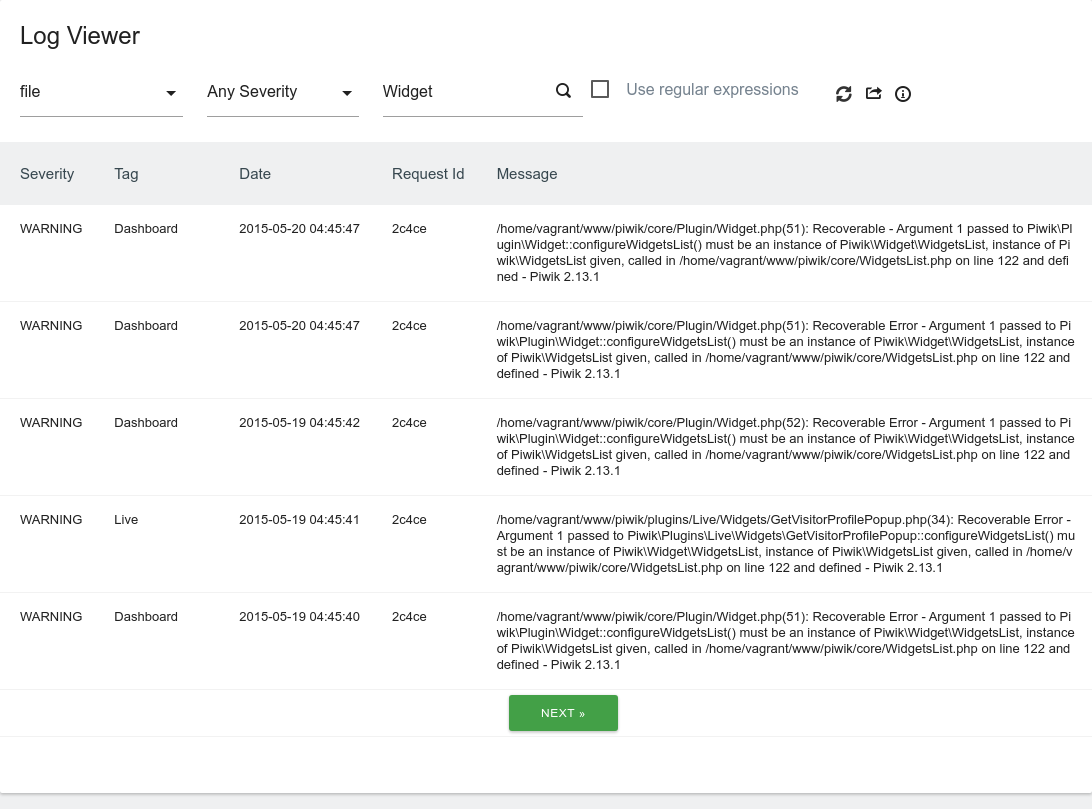 Log Viewer
file Any Severity Widget Use regular expressions
Severity Tag Date Request Id Message
WARNING Dashboard 2015-05-20 04:45:47 2c4ce /home/vagrant/www/piwik/core/Plugin/Widget.php(51): Recoverable - Argument 1 passed to Piwik\Pl
ugin\Widget::configureWidgetsList() must be an instance of Piwik\Widget\WidgetsList, instance of Pi
wik\WidgetsList given, called in /home/vagrant/www/piwik/core/WidgetsList.php on line 122 and defi
ned - Piwik 2.13.1
WARNING Dashboard 2015-05-20 04:45:47 2c4ce /home/vagrant/www/piwik/core/Plugin/Widget.php(51): Recoverable Error - Argument 1 passed to Pi
wik\Plugin\Widget::configureWidgetsList() must be an instance of Piwik\Widget\WidgetsList, instance
of Piwik\WidgetsList given, called in /home/vagrant/www/piwik/core/WidgetsList.php on line 122 and
defined - Piwik 2.13.1
WARNING Dashboard 2015-05-19 04:45:42 2c4ce /home/vagrant/www/piwik/core/Plugin/Widget.php(52): Recoverable Error - Argument 1 passed to Pi
wik\Plugin\Widget::configureWidgetsList() must be an instance of Piwik\Widget\WidgetsList, instance
of Piwik\WidgetsList given, called in /home/vagrant/www/piwik/core/WidgetsList.php on line 122 and
defined - Piwik 2.13.1
WARNING Live 2015-05-19 04:45:41 2c4ce /home/vagrant/www/piwik/plugins/Live/Widgets/GetVisitorProfilePopup.php(34): Recoverable Error -
Argument 1 passed to Piwik\Plugins\Live\Widgets\GetVisitorProfilePopup::configureWidgetsList() mu
st be an instance of Piwik\Widget\WidgetsList, instance of Piwik\WidgetsList given, called in /home/v
agrant/www/piwik/core/WidgetsList.php on line 122 and defined - Piwik 2.13.1
WARNING Dashboard 2015-05-19 04:45:40 2c4ce /home/vagrant/www/piwik/core/Plugin/Widget.php(51): Recoverable Error - Argument 1 passed to Pi
wik\Plugin\Widget::configureWidgetsList() must be an instance of Piwik\Widget\WidgetsList, instance
of Piwik\WidgetsList given, called in /home/vagrant/www/piwik/core/WidgetsList.php on line 122 and
defined - Piwik 2.13.1
NEXT »